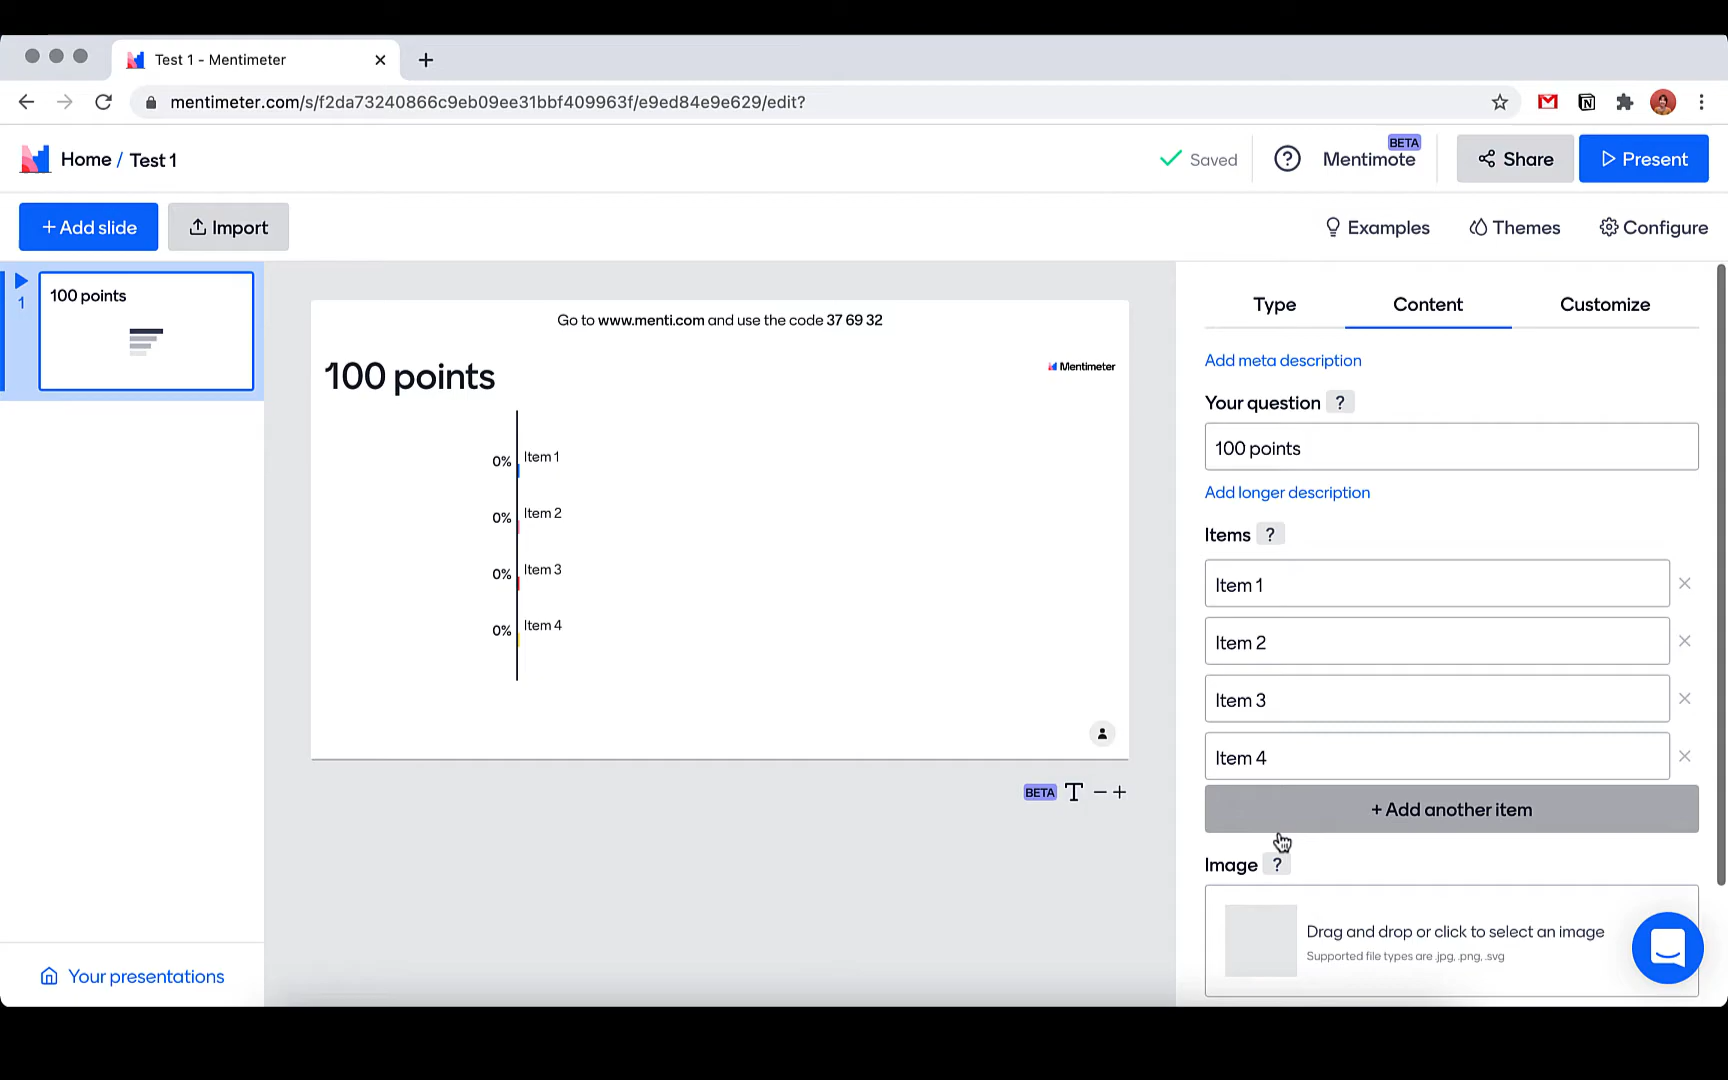 Test 1 - Mentimeter
mentimeter.com/s/f2da73240866c9eb09ee31bbf409963f/e9ed84e9e629/edit?
Home / Test 1
Saved
?
Mentimote
BETA
Share
Present
+ Add slide
Import
Examples
Themes
Configure
1
100 points
Go to www.menti.com and use the code 37 69 32
100 points
Mentimeter
0% Item 1
0% Item 2
0% Item 3
0% Item 4
BETA T − +
Type
Content
Customize
Add meta description
Your question ?
100 points
Add longer description
Items ?
Item 1
Item 2
Item 3
Item 4
+ Add another item
Image ?
Drag and drop or click to select an image
Supported file types are .jpg, .png, .svg
Your presentations